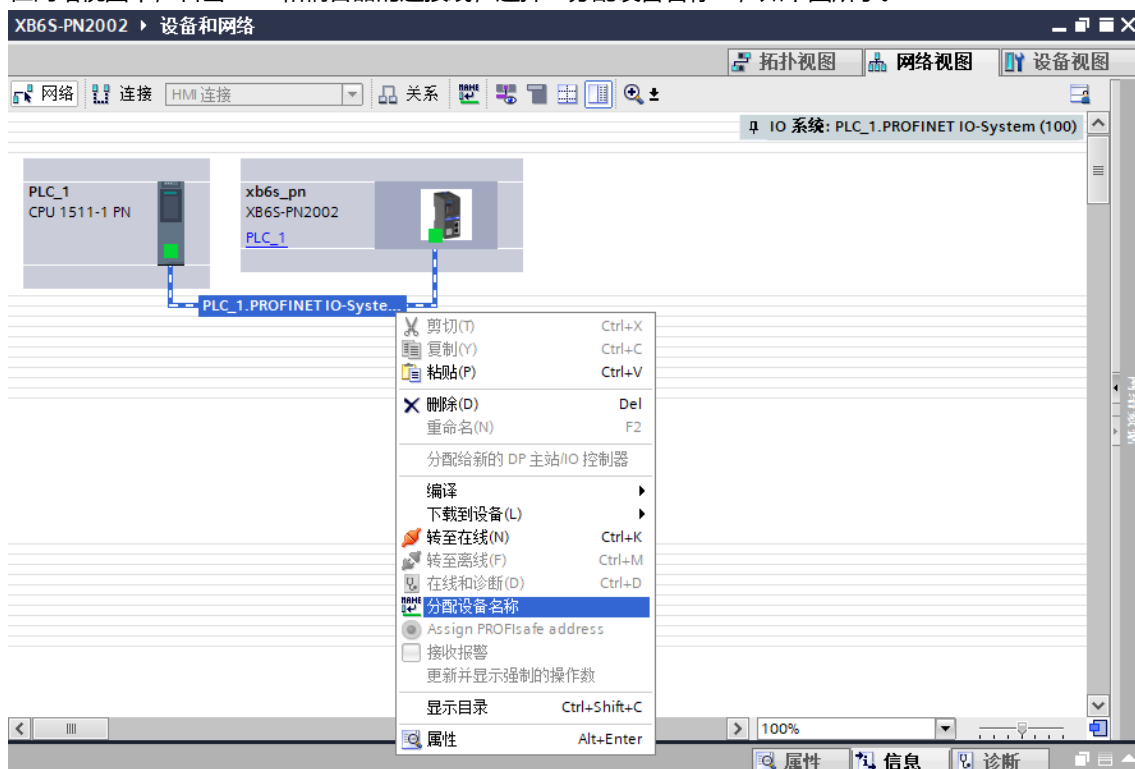 XB6S-PN2002 ▸ 设备和网络
拓扑视图 网络视图 设备视图
网络 连接 HMI 连接 关系
IO 系统: PLC_1.PROFINET IO-System (100)
PLC_1
CPU 1511-1 PN
xb6s_pn
XB6S-PN2002
PLC_1
PLC_1.PROFINET IO-Syste...
剪切(T) Ctrl+X
复制(Y) Ctrl+C
粘贴(P) Ctrl+V
删除(D) Del
重命名(N) F2
分配给新的 DP 主站/IO 控制器
编译
下载到设备(L)
转至在线(N) Ctrl+K
转至离线(F) Ctrl+M
在线和诊断(D) Ctrl+D
分配设备名称
Assign PROFIsafe address
接收报警
更新并显示强制的操作数
显示目录 Ctrl+Shift+C
属性 Alt+Enter
100%
属性 信息 诊断